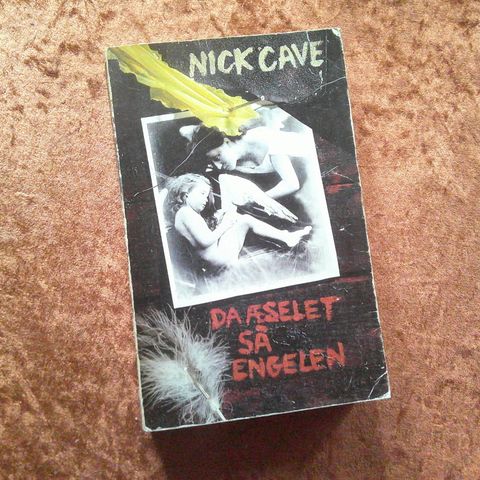 NICK CAVE
DA ÆSELET
SÅ
ENGELEN